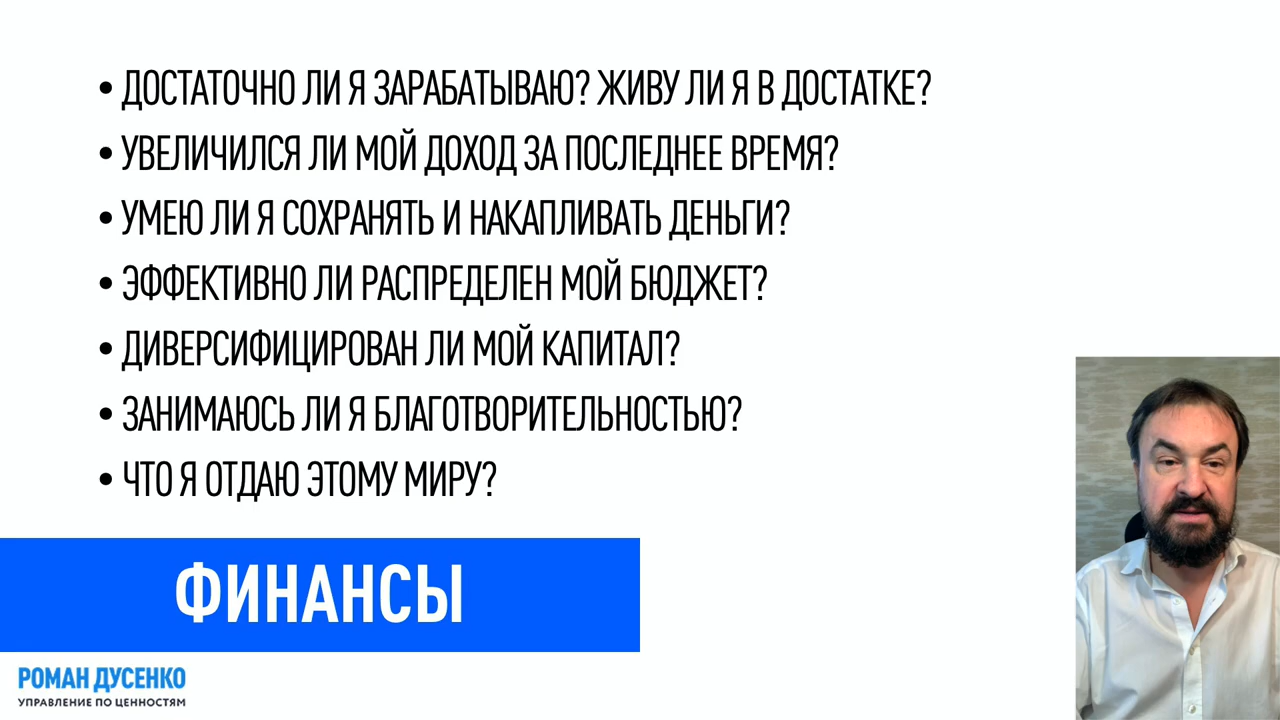 • ДОСТАТОЧНО ЛИ Я ЗАРАБАТЫВАЮ? ЖИВУ ЛИ Я В ДОСТАТКЕ?
• УВЕЛИЧИЛСЯ ЛИ МОЙ ДОХОД ЗА ПОСЛЕДНЕЕ ВРЕМЯ?
• УМЕЮ ЛИ Я СОХРАНЯТЬ И НАКАПЛИВАТЬ ДЕНЬГИ?
• ЭФФЕКТИВНО ЛИ РАСПРЕДЕЛЕН МОЙ БЮДЖЕТ?
• ДИВЕРСИФИЦИРОВАН ЛИ МОЙ КАПИТАЛ?
• ЗАНИМАЮСЬ ЛИ Я БЛАГОТВОРИТЕЛЬНОСТЬЮ?
• ЧТО Я ОТДАЮ ЭТОМУ МИРУ?
ФИНАНСЫ
РОМАН ДУСЕНКО
УПРАВЛЕНИЕ ПО ЦЕННОСТЯМ